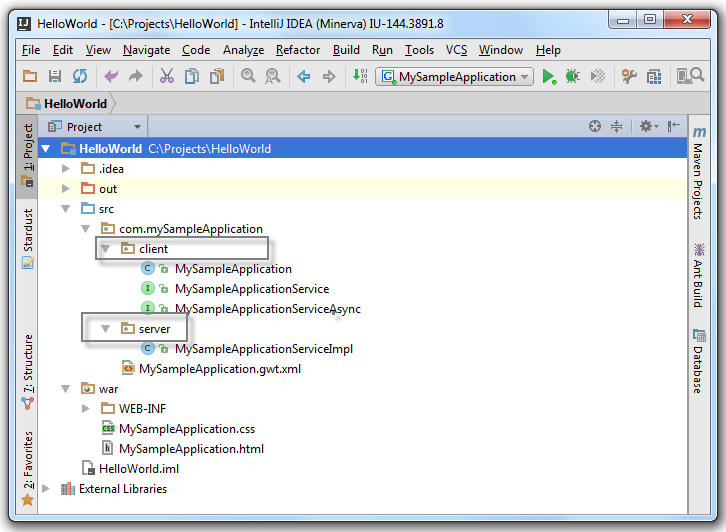 HelloWorld - [C:\Projects\HelloWorld] - IntelliJ IDEA (Minerva) IU-144.3891.8
File Edit View Navigate Code Analyze Refactor Build Run Tools VCS Window Help
MySampleApplication
HelloWorld
1: Project
Stardust
7: Structure
2: Favorites
Project
HelloWorld C:\Projects\HelloWorld
.idea
out
src
com.mySampleApplication
client
C MySampleApplication
I MySampleApplicationService
I MySampleApplicationServiceAsync
server
C MySampleApplicationServiceImpl
MySampleApplication.gwt.xml
war
WEB-INF
css MySampleApplication.css
h MySampleApplication.html
HelloWorld.iml
External Libraries
m Maven Projects
Ant Build
Database